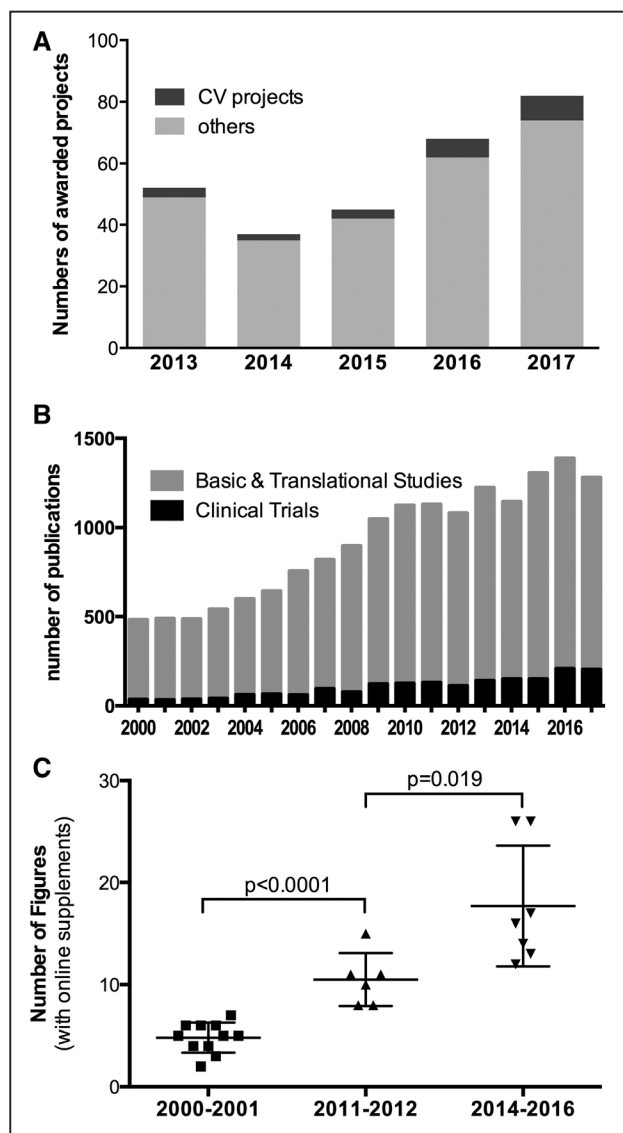 A
Numbers of awarded projects
100
80
60
40
20
0
CV projects
others
2013 2014 2015 2016 2017
B
number of publications
1500
1000
500
0
Basic & Translational Studies
Clinical Trials
2000 2002 2004 2006 2008 2010 2012 2014 2016
C
Number of Figures
(with online supplements)
30
20
10
0
p<0.0001
p=0.019
2000-2001 2011-2012 2014-2016